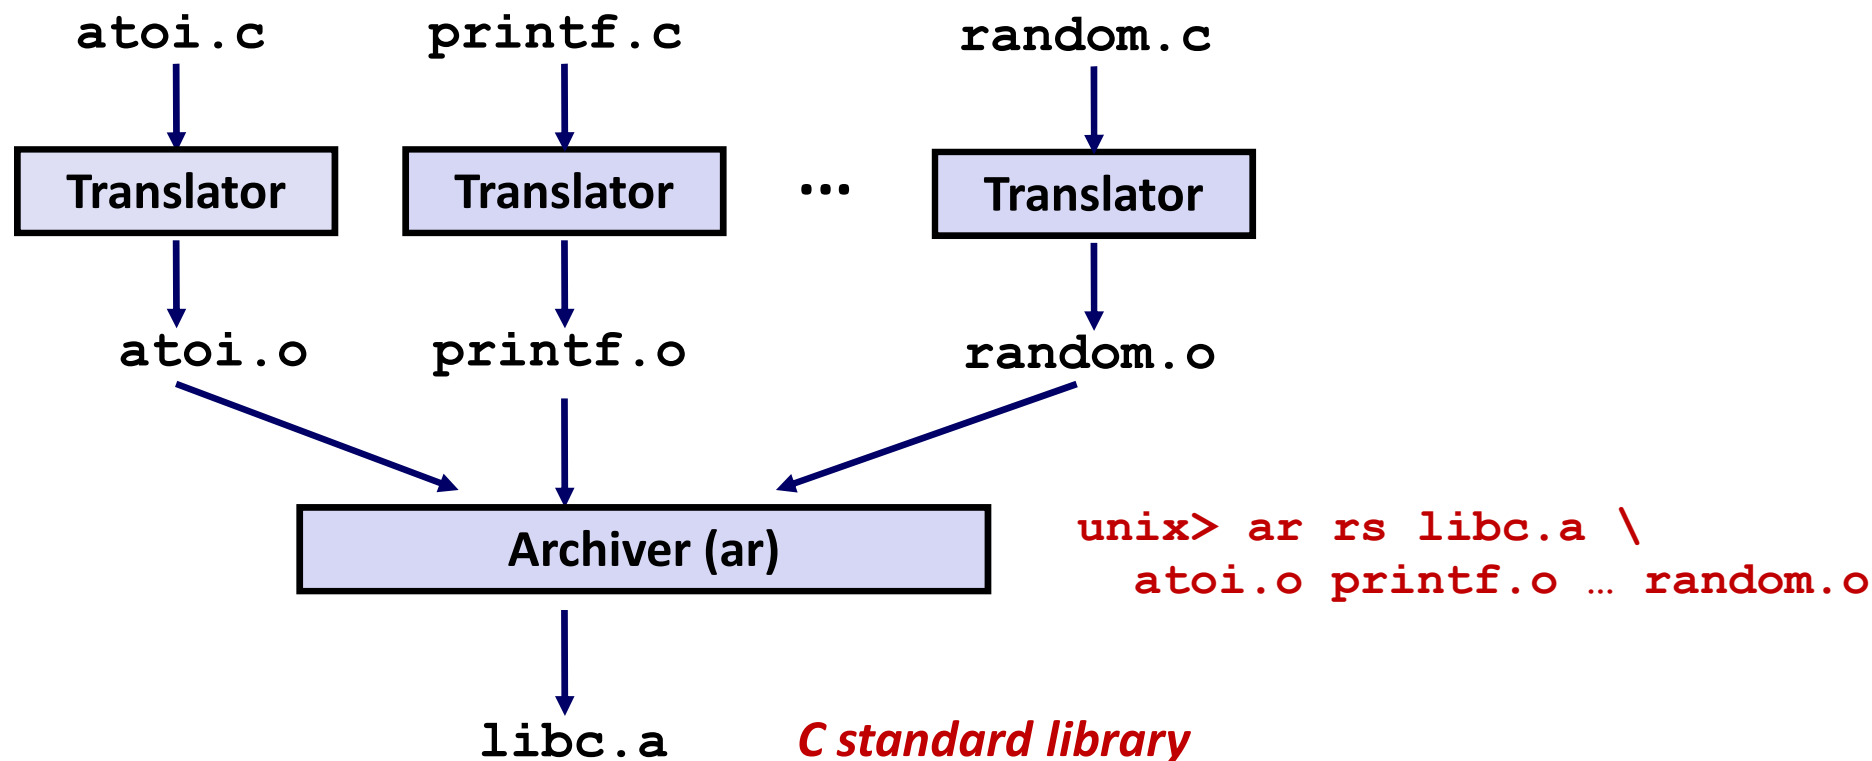 atoi.c printf.c random.c
Translator Translator ... Translator
atoi.o printf.o random.o
Archiver (ar)
unix> ar rs libc.a \
atoi.o printf.o … random.o
libc.a C standard library